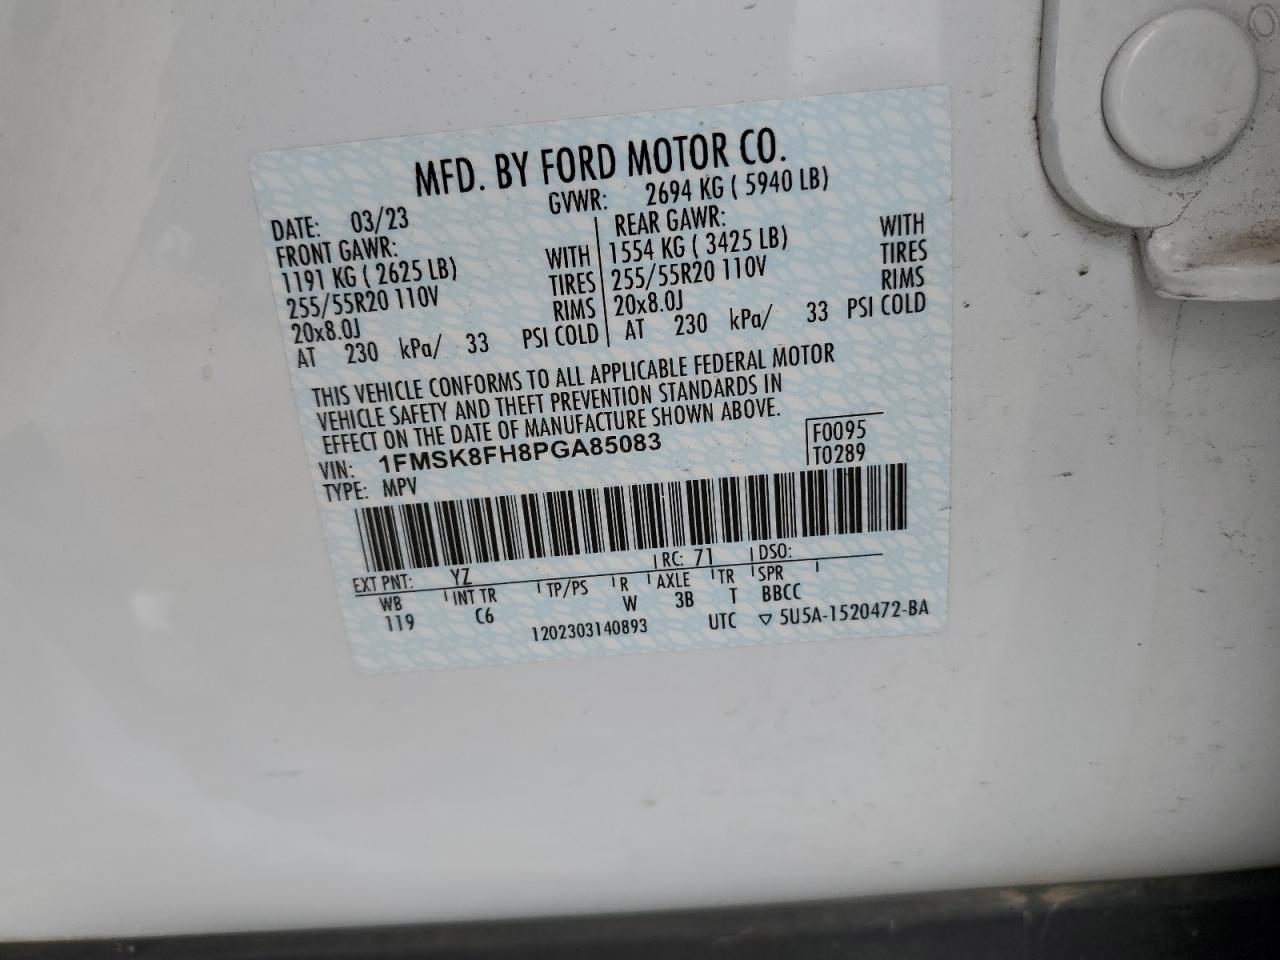 MFD. BY FORD MOTOR CO.
DATE: 03/23 GVWR: 2694 KG ( 5940 LB)
FRONT GAWR: REAR GAWR:
1191 KG ( 2625 LB) WITH 1554 KG ( 3425 LB) WITH
255/55R20 110V TIRES 255/55R20 110V TIRES
20x8.0J RIMS 20x8.0J RIMS
AT 230 kPa/ 33 PSI COLD AT 230 kPa/ 33 PSI COLD
THIS VEHICLE CONFORMS TO ALL APPLICABLE FEDERAL MOTOR
VEHICLE SAFETY AND THEFT PREVENTION STANDARDS IN
EFFECT ON THE DATE OF MANUFACTURE SHOWN ABOVE.
VIN: 1FMSK8FH8PGA85083 F0095
TYPE: MPV T0289
EXT PNT: YZ RC: 71 DSO:
WB INT TR TP/PS R AXLE TR SPR
119 C6 W 3B T BBCC
1202303140893 UTC ▽ 5U5A-1520472-BA